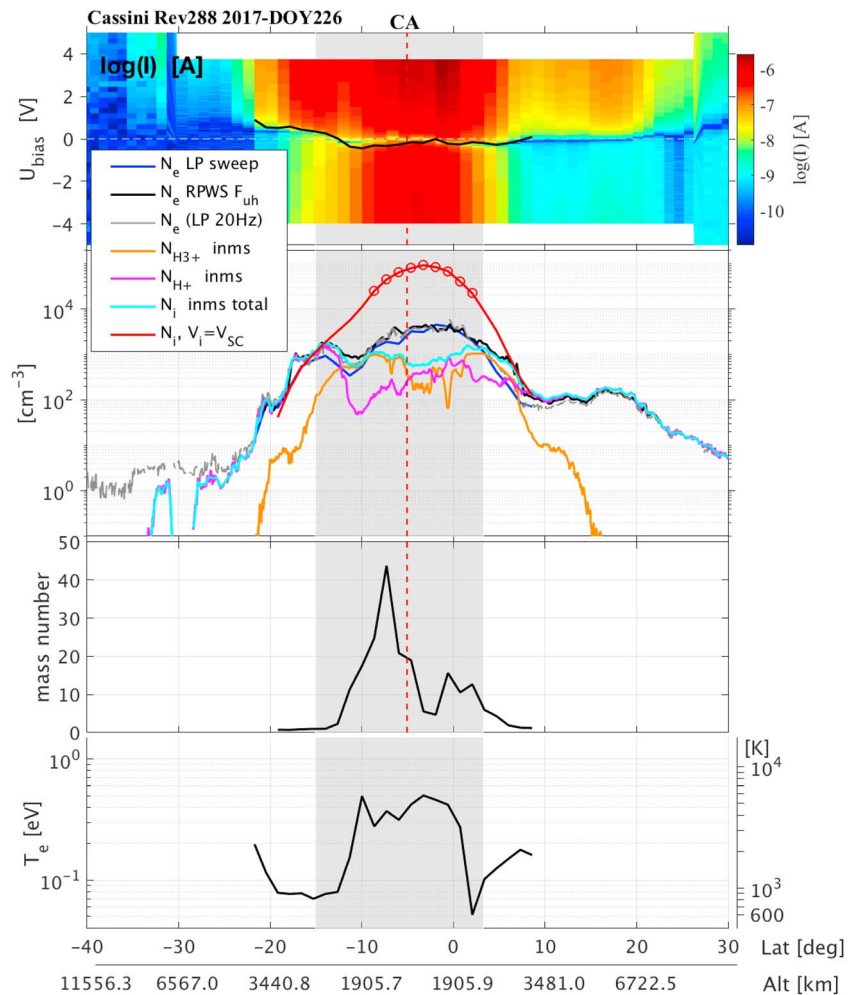 Cassini Rev288 2017-DOY226
CA
log(I) [A]
4
2
0
−2
−4
U_bias [V]
-6
-7
-8
-9
-10
log(I) [A]
N_e LP sweep
N_e RPWS F_uh
N_e (LP 20Hz)
N_H3+ inms
N_H+ inms
N_i inms total
N_i, V_i=V_SC
10^4
10^2
10^0
[cm^−3]
50
40
30
20
10
0
mass number
10^0
10^−1
T_e [eV]
[K]
10^4
10^3
600
−40 −30 −20 −10 0 10 20 30 Lat [deg]
11556.3 6567.0 3440.8 1905.7 1905.9 3481.0 6722.5 Alt [km]